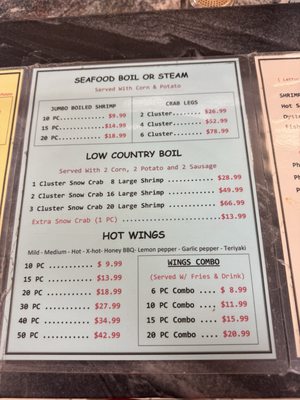 SEAFOOD BOIL OR STEAM
Served With Corn & Potato
JUMBO BOILED SHRIMP
10 PC............ $9.99
15 PC............ $14.99
20 PC............ $18.99
CRAB LEGS
2 Cluster........ $26.99
4 Cluster........ $52.99
6 Cluster........ $78.99
LOW COUNTRY BOIL
Served With 2 Corn, 2 Potato and 2 Sausage
1 Cluster Snow Crab 8 Large Shrimp ............ $28.99
2 Cluster Snow Crab 16 Large Shrimp ........... $49.99
3 Cluster Snow Crab 20 Large Shrimp ........... $66.99
Extra Snow Crab (1 PC) ........................ $13.99
HOT WINGS
Mild - Medium - Hot - X-hot- Honey BBQ- Lemon pepper - Garlic pepper - Teriyaki
10 PC ........... $ 9.99
15 PC ........... $13.99
20 PC ........... $18.99
30 PC ........... $27.99
40 PC ........... $34.99
50 PC ........... $42.99
WINGS COMBO
(Served W/ Fries & Drink)
6 PC Combo .... $ 8.99
10 PC Combo .... $11.99
15 PC Combo .... $15.99
20 PC Combo .... $20.99
SHRIMP
Hot S
Oyste